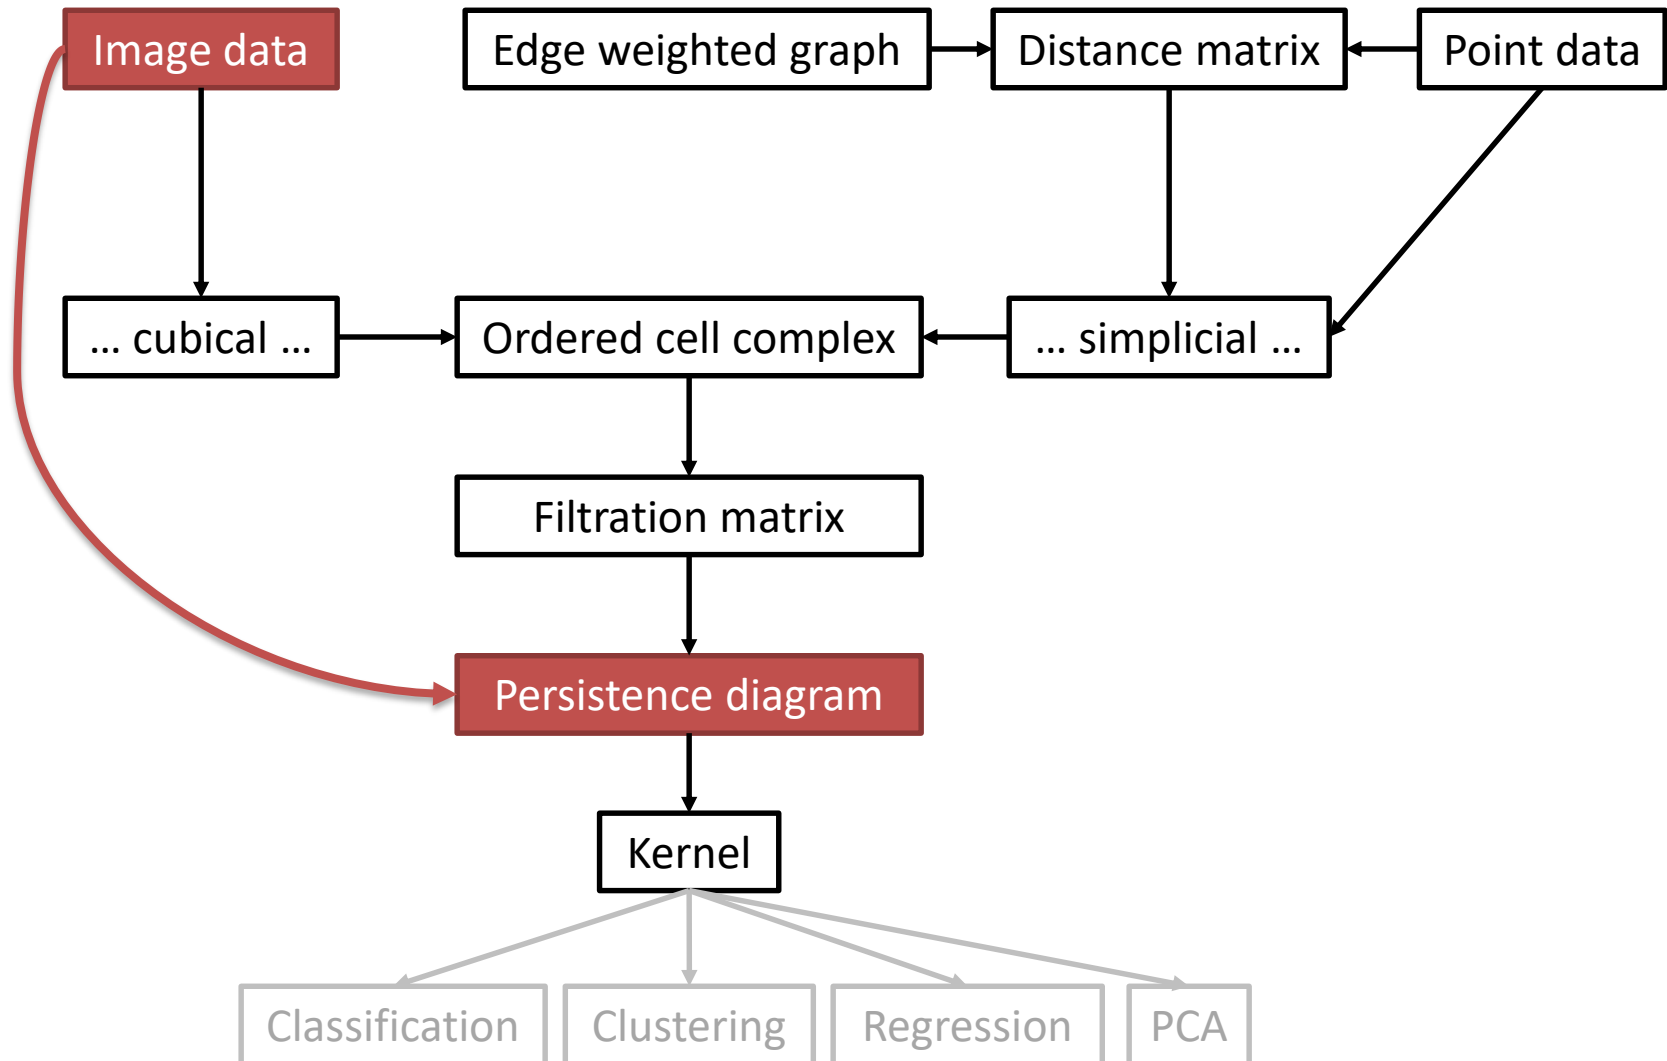 Image data
Edge weighted graph
Distance matrix
Point data
... cubical ...
Ordered cell complex
... simplicial ...
Filtration matrix
Persistence diagram
Kernel
Classification
Clustering
Regression
PCA